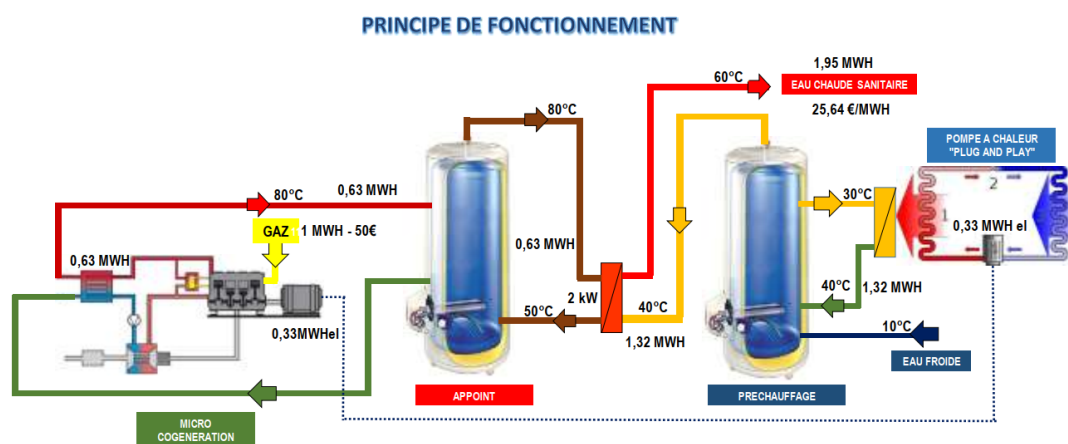 PRINCIPE DE FONCTIONNEMENT
1,95 MWH
60°C
EAU CHAUDE SANITAIRE
25,64 €/MWH
80°C
POMPE A CHALEUR
"PLUG AND PLAY"
2
1
80°C
0,63 MWH
30°C
GAZ
1 MWH - 50€
0,33 MWH el
0,63 MWH
0,63 MWH
40°C
1,32 MWH
2 kW
50°C
40°C
0,33MWHel
1,32 MWH
10°C
EAU FROIDE
APPOINT
PRECHAUFFAGE
MICRO
COGENERATION